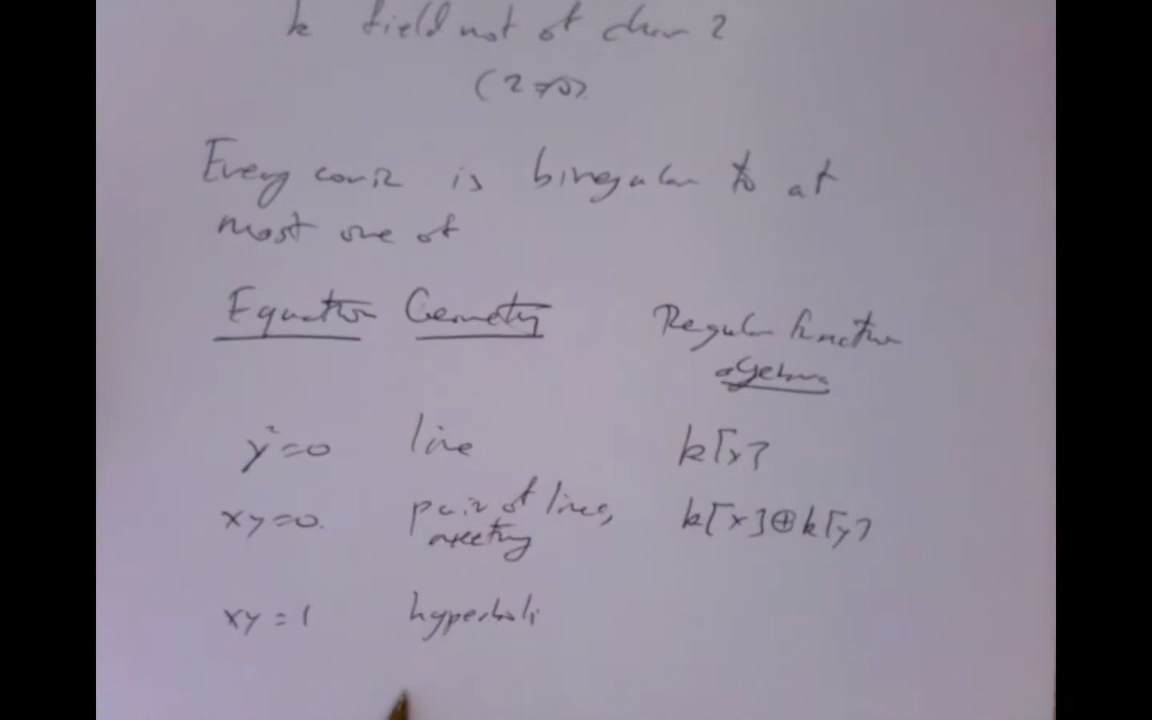 k field not of char 2
(2≠0)
Every conic is biregular to at
most one of
Equation Geometry Regular function
algebra
y²=0 line k[x]
xy=0. pair of lines, k[x]⊕k[y]
meeting
xy=1 hyperbola